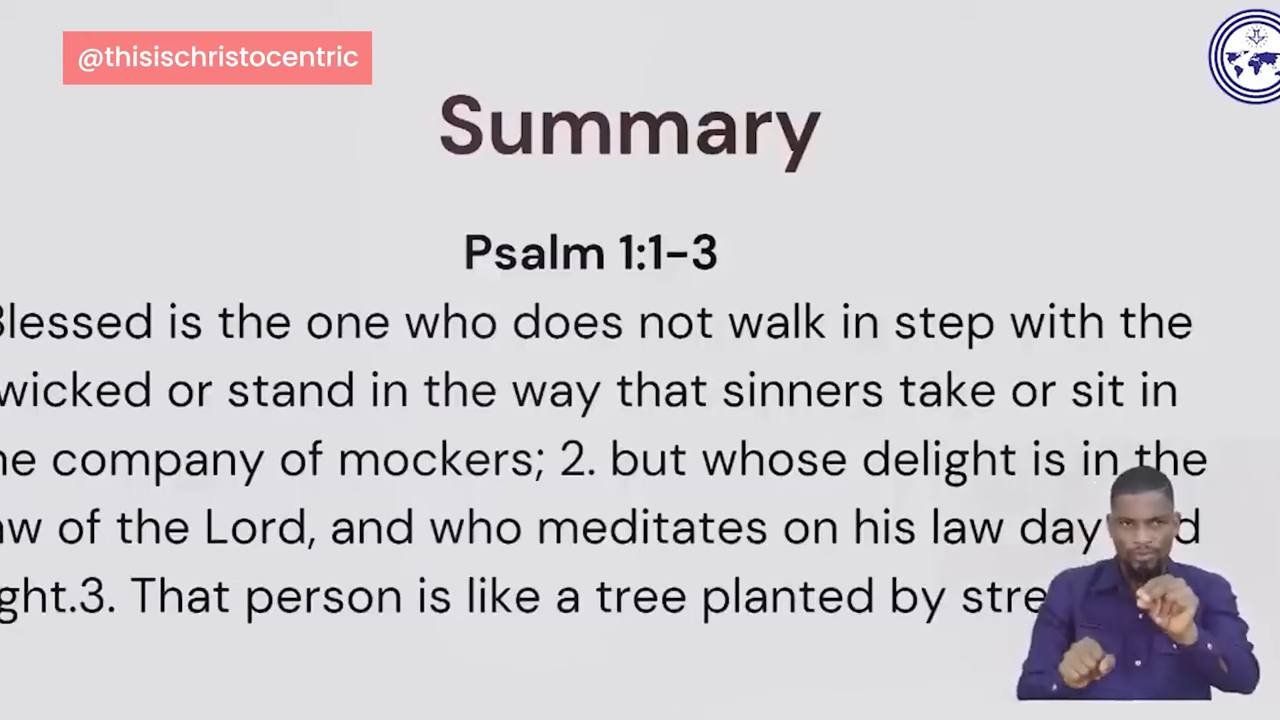 @thisischristocentric
Summary
Psalm 1:1-3
Blessed is the one who does not walk in step with the
wicked or stand in the way that sinners take or sit in
company of mockers; 2. but whose delight is in the
of the Lord, and who meditates on his law day
3. That person is like a tree planted by